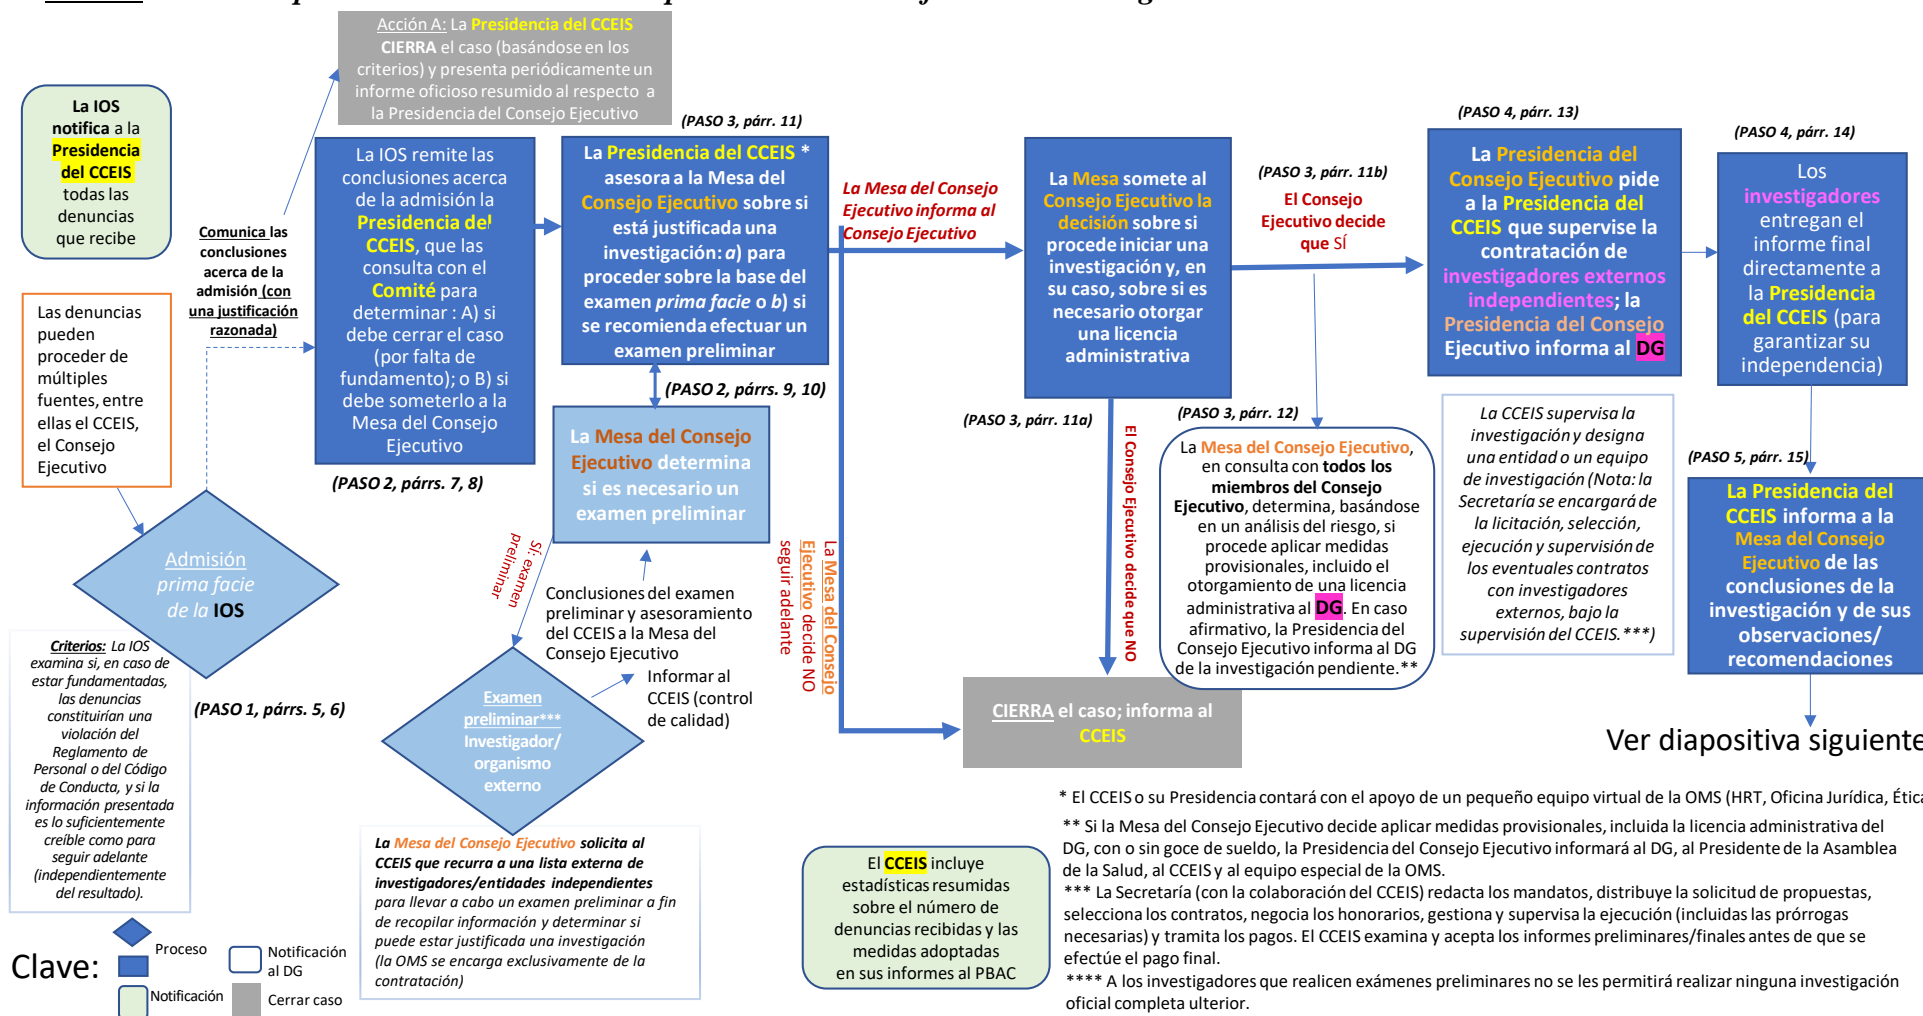 Acción A: La Presidencia del CCEIS
CIERRA el caso (basándose en los
criterios) y presenta periódicamente un
informe oficioso resumido al respecto a
la Presidencia del Consejo Ejecutivo
La IOS
notifica a la
Presidencia
del CCEIS
todas las
denuncias
que recibe
Comunica las
conclusiones
acerca de la
admisión (con
una justificación
razonada)
Las denuncias
pueden
proceder de
múltiples
fuentes, entre
ellas el CCEIS,
el Consejo
Ejecutivo
Admisión
prima facie
de la IOS
Criterios: La IOS
examina si, en caso de
estar fundamentadas,
las denuncias
constituirían una
violación del
Reglamento de
Personal o del Código
de Conducta, y si la
información presentada
es lo suficientemente
creíble como para
seguir adelante
(independientemente
del resultado).
(PASO 1, párrs. 5, 6)
La IOS remite las
conclusiones acerca
de la admisión la
Presidencia del
CCEIS, que las
consulta con el
Comité para
determinar : A) si
debe cerrar el caso
(por falta de
fundamento); o B) si
debe someterlo a la
Mesa del Consejo
Ejecutivo
(PASO 2, párrs. 7, 8)
(PASO 3, párr. 11)
La Presidencia del CCEIS *
asesora a la Mesa del
Consejo Ejecutivo sobre si
está justificada una
investigación: a) para
proceder sobre la base del
examen prima facie o b) si
se recomienda efectuar un
examen preliminar
(PASO 2, párrs. 9, 10)
La Mesa del Consejo
Ejecutivo determina
si es necesario un
examen preliminar
SÍ: examen
preliminar
Conclusiones del examen
preliminar y asesoramiento
del CCEIS a la Mesa del
Consejo Ejecutivo
Informar al
CCEIS (control
de calidad)
Examen
preliminar***
Investigador/
organismo
externo
La Mesa del Consejo Ejecutivo solicita al
CCEIS que recurra a una lista externa de
investigadores/entidades independientes
para llevar a cabo un examen preliminar a fin
de recopilar información y determinar si
puede estar justificada una investigación
(la OMS se encarga exclusivamente de la
contratación)
La Mesa del Consejo
Ejecutivo decide NO
seguir adelante
La Mesa del Consejo
Ejecutivo informa al
Consejo Ejecutivo
La Mesa somete al
Consejo Ejecutivo la
decisión sobre si
procede iniciar una
investigación y, en
su caso, sobre si es
necesario otorgar
una licencia
administrativa
(PASO 3, párr. 11a)
El Consejo Ejecutivo decide que NO
CIERRA el caso; informa al
CCEIS
(PASO 3, párr. 11b)
El Consejo
Ejecutivo decide
que SÍ
(PASO 3, párr. 12)
La Mesa del Consejo Ejecutivo,
en consulta con todos los
miembros del Consejo
Ejecutivo, determina, basándose
en un análisis del riesgo, si
procede aplicar medidas
provisionales, incluido el
otorgamiento de una licencia
administrativa al DG. En caso
afirmativo, la Presidencia del
Consejo Ejecutivo informa al DG
de la investigación pendiente.**
(PASO 4, párr. 13)
La Presidencia del
Consejo Ejecutivo pide
a la Presidencia del
CCEIS que supervise la
contratación de
investigadores externos
independientes; la
Presidencia del Consejo
Ejecutivo informa al DG
La CCEIS supervisa la
investigación y designa
una entidad o un equipo
de investigación (Nota: la
Secretaría se encargará de
la licitación, selección,
ejecución y supervisión de
los eventuales contratos
con investigadores
externos, bajo la
supervisión del CCEIS.***)
(PASO 4, párr. 14)
Los
investigadores
entregan el
informe final
directamente a
la Presidencia
del CCEIS (para
garantizar su
independencia)
(PASO 5, párr. 15)
La Presidencia del
CCEIS informa a la
Mesa del Consejo
Ejecutivo de las
conclusiones de la
investigación y de sus
observaciones/
recomendaciones
Ver diapositiva siguiente
Clave:
Proceso
Notificación
Notificación
al DG
Cerrar caso
El CCEIS incluye
estadísticas resumidas
sobre el número de
denuncias recibidas y las
medidas adoptadas
en sus informes al PBAC
* El CCEIS o su Presidencia contará con el apoyo de un pequeño equipo virtual de la OMS (HRT, Oficina Jurídica, Ética
** Si la Mesa del Consejo Ejecutivo decide aplicar medidas provisionales, incluida la licencia administrativa del
DG, con o sin goce de sueldo, la Presidencia del Consejo Ejecutivo informará al DG, al Presidente de la Asamblea
de la Salud, al CCEIS y al equipo especial de la OMS.
*** La Secretaría (con la colaboración del CCEIS) redacta los mandatos, distribuye la solicitud de propuestas,
selecciona los contratos, negocia los honorarios, gestiona y supervisa la ejecución (incluidas las prórrogas
necesarias) y tramita los pagos. El CCEIS examina y acepta los informes preliminares/finales antes de que se
efectúe el pago final.
**** A los investigadores que realicen exámenes preliminares no se les permitirá realizar ninguna investigación
oficial completa ulterior.